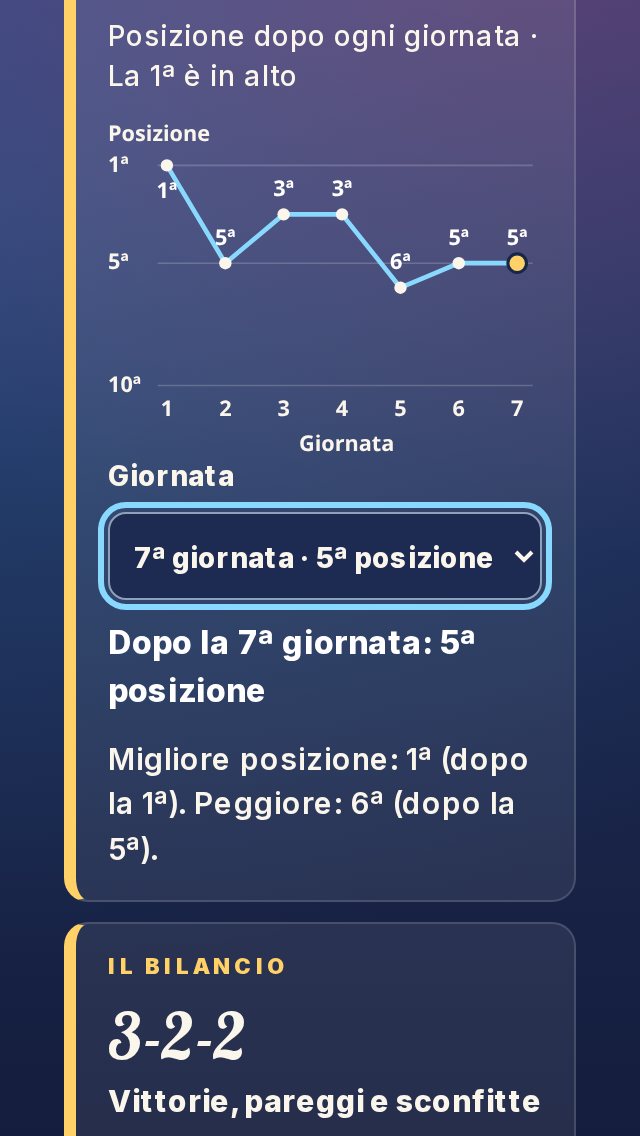 Posizione dopo ogni giornata ·
La 1ª è in alto
Posizione
1ª
1ª
3ª
3ª
5ª
5ª
5ª
5ª
6ª
10ª
1 2 3 4 5 6 7
Giornata
Giornata
7ª giornata · 5ª posizione
Dopo la 7ª giornata: 5ª
posizione
Migliore posizione: 1ª (dopo
la 1ª). Peggiore: 6ª (dopo la
5ª).
IL BILANCIO
3-2-2
Vittorie, pareggi e sconfitte